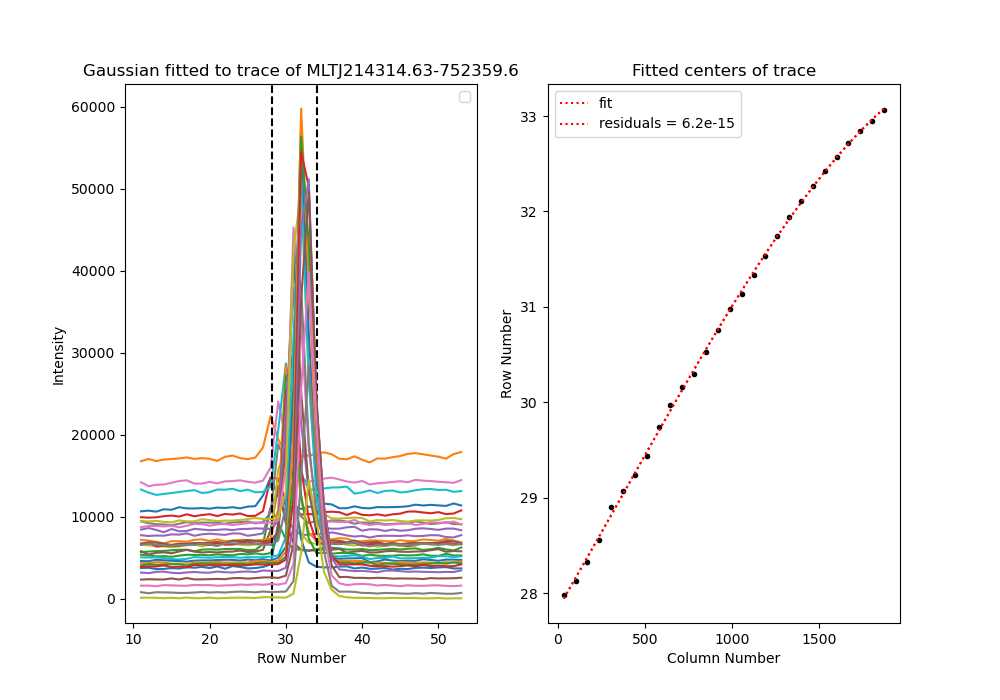 Gaussian fitted to trace of MLTJ214314.63-752359.6
60000
50000
40000
30000
20000
10000
0
Intensity
10 20 30 40 50
Row Number
Fitted centers of trace
fit
residuals = 6.2e-15
33
32
31
30
29
28
Row Number
0 500 1000 1500
Column Number